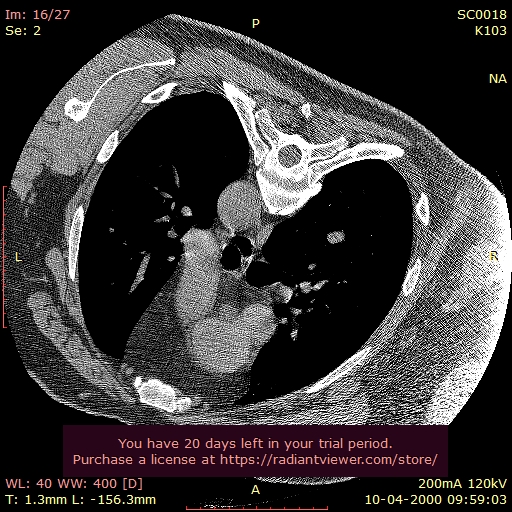 Im: 16/27
Se: 2
P
SC0018
K103
NA
L
R
You have 20 days left in your trial period.
Purchase a license at https://radiantviewer.com/store/
WL: 40 WW: 400 [D]
T: 1.3mm L: -156.3mm
A
200mA 120kV
10-04-2000 09:59:03